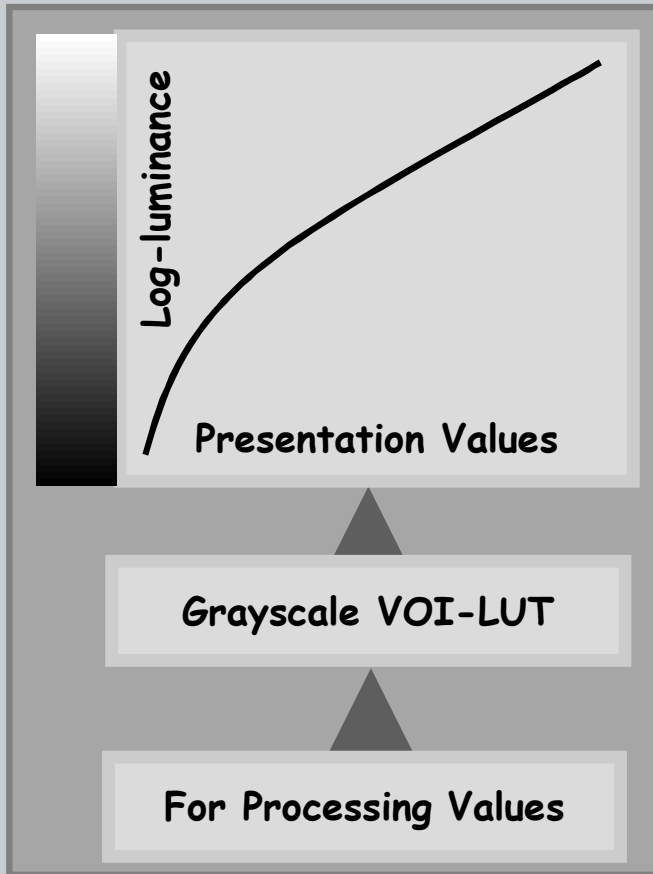 Log-luminance
Presentation Values
Grayscale VOI-LUT
For Processing Values